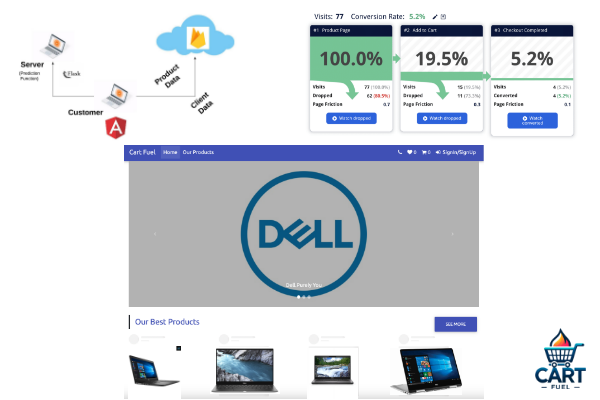 Server
(Prediction
Function)
Flask
Customer
Product
Data
Client
Data
Visits: 77 Conversion Rate: 5.2%
#1 Product Page
100.0%
Visits 77 (100.0%)
Dropped 62 (80.5%)
Page Friction 0.7
Watch dropped
#2 Add to Cart
19.5%
Visits 15 (19.5%)
Dropped 11 (73.3%)
Page Friction 0.3
Watch dropped
#3 Checkout Completed
5.2%
Visits 4 (5.2%)
Converted 4 (5.2%)
Page Friction 0.1
Watch
converted
Cart Fuel Home Our Products 0 0 SignIn/SignUp
DELL
Dell Purely You
Our Best Products
SEE MORE
CART
FUEL